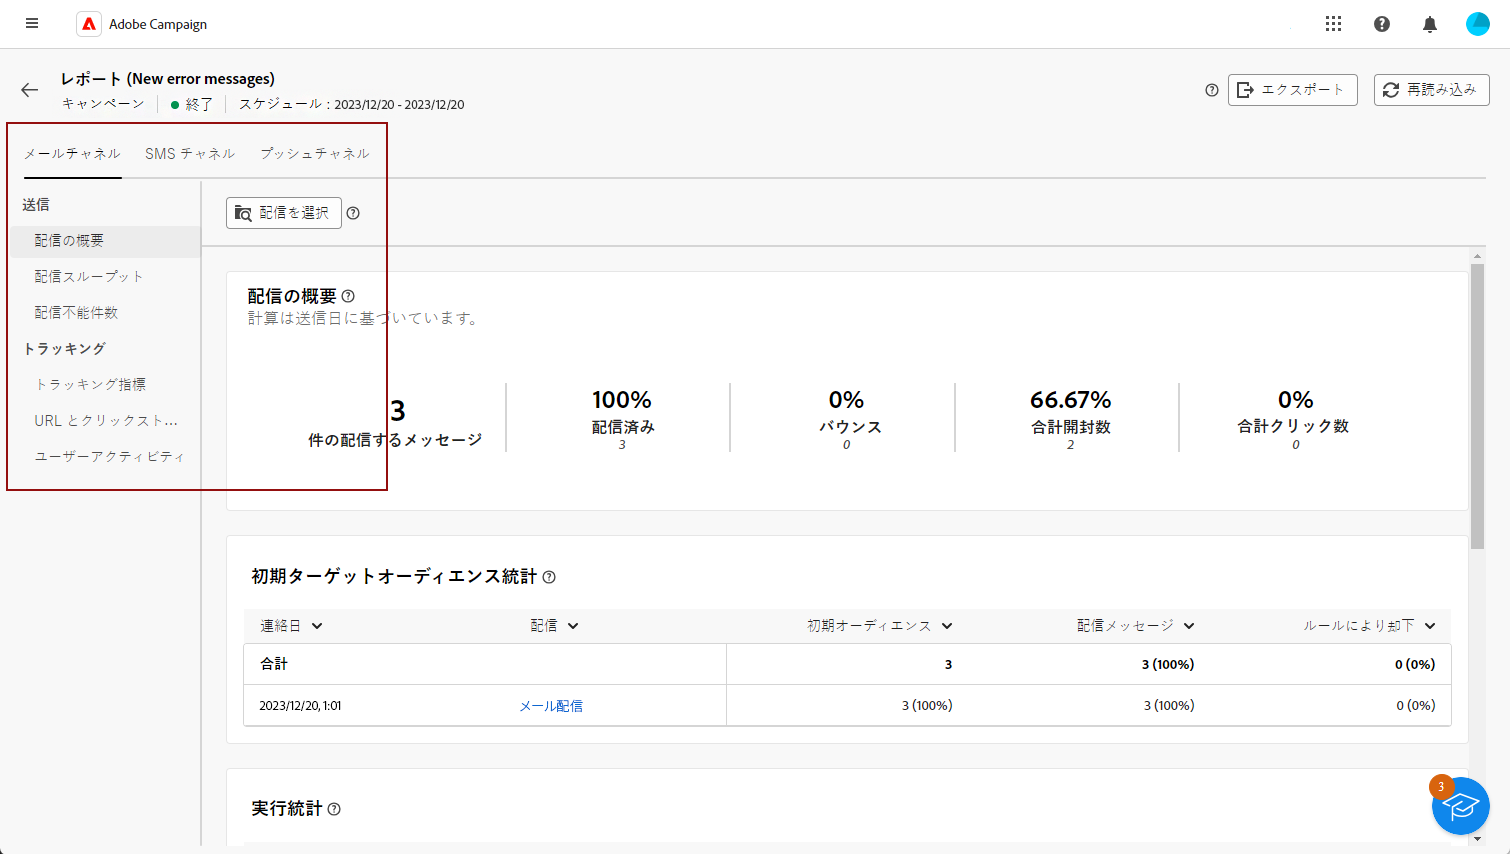 Adobe Campaign
レポート (New error messages)
キャンペーン 終了 スケジュール : 2023/12/20 - 2023/12/20
エクスポート 再読み込み
メールチャネル SMS チャネル プッシュチャネル
送信
配信の概要
配信スループット
配信不能件数
トラッキング
トラッキング指標
URL とクリックスト...
ユーザーアクティビティ
配信を選択
配信の概要
計算は送信日に基づいています。
3
件の配信するメッセージ
100%
配信済み
3
0%
バウンス
0
66.67%
合計開封数
2
0%
合計クリック数
0
初期ターゲットオーディエンス統計
連絡日 配信 初期オーディエンス 配信メッセージ ルールにより却下
合計 3 3 (100%) 0 (0%)
2023/12/20, 1:01 メール配信 3 (100%) 3 (100%) 0 (0%)
実行統計
3